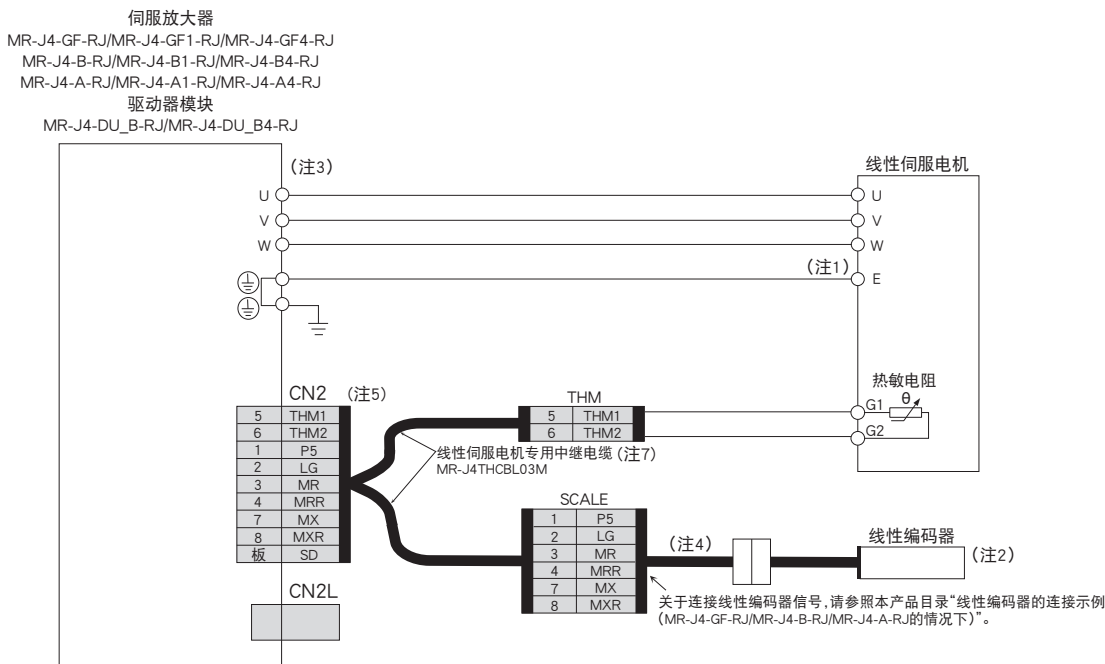 伺服放大器
MR-J4-GF-RJ/MR-J4-GF1-RJ/MR-J4-GF4-RJ
MR-J4-B-RJ/MR-J4-B1-RJ/MR-J4-B4-RJ
MR-J4-A-RJ/MR-J4-A1-RJ/MR-J4-A4-RJ
驱动器模块
MR-J4-DU_B-RJ/MR-J4-DU_B4-RJ
(注3)
线性伺服电机
U U
V V
W W
(注1) E
热敏电阻
θ
G1
G2
CN2 (注5)
5 THM1
6 THM2
1 P5
2 LG
3 MR
4 MRR
7 MX
8 MXR
板 SD
CN2L
THM
5 THM1
6 THM2
线性伺服电机专用中继电缆(注7)
MR-J4THCBL03M
SCALE
1 P5
2 LG
3 MR
4 MRR
7 MX
8 MXR
(注4)
线性编码器
(注2)
关于连接线性编码器信号,请参照本产品目录“线性编码器的连接示例
(MR-J4-GF-RJ/MR-J4-B-RJ/MR-J4-A-RJ的情况下)”。